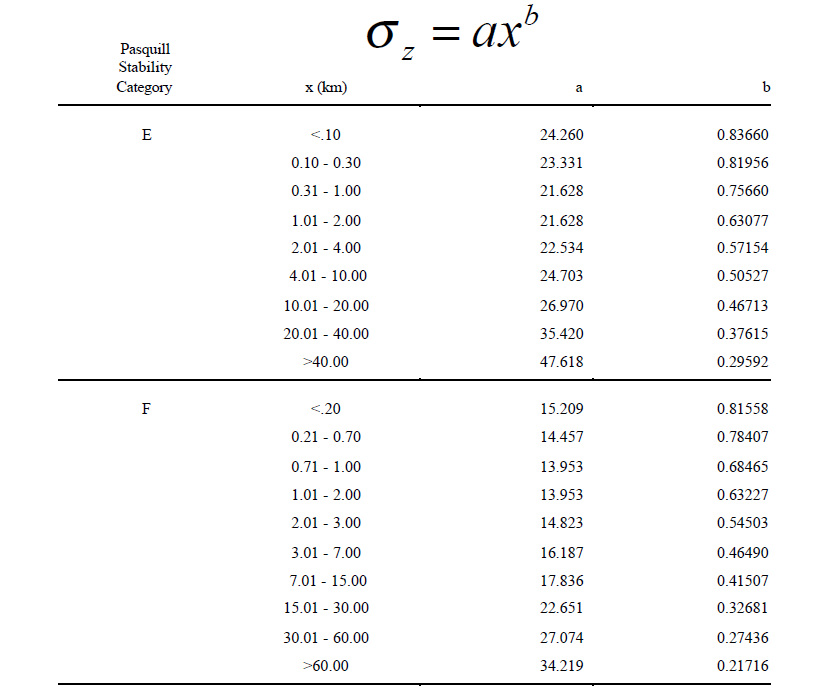 σz = ax^b
Pasquill
Stability
Category x (km) a b
E <.10 24.260 0.83660
0.10 - 0.30 23.331 0.81956
0.31 - 1.00 21.628 0.75660
1.01 - 2.00 21.628 0.63077
2.01 - 4.00 22.534 0.57154
4.01 - 10.00 24.703 0.50527
10.01 - 20.00 26.970 0.46713
20.01 - 40.00 35.420 0.37615
>40.00 47.618 0.29592
F <.20 15.209 0.81558
0.21 - 0.70 14.457 0.78407
0.71 - 1.00 13.953 0.68465
1.01 - 2.00 13.953 0.63227
2.01 - 3.00 14.823 0.54503
3.01 - 7.00 16.187 0.46490
7.01 - 15.00 17.836 0.41507
15.01 - 30.00 22.651 0.32681
30.01 - 60.00 27.074 0.27436
>60.00 34.219 0.21716